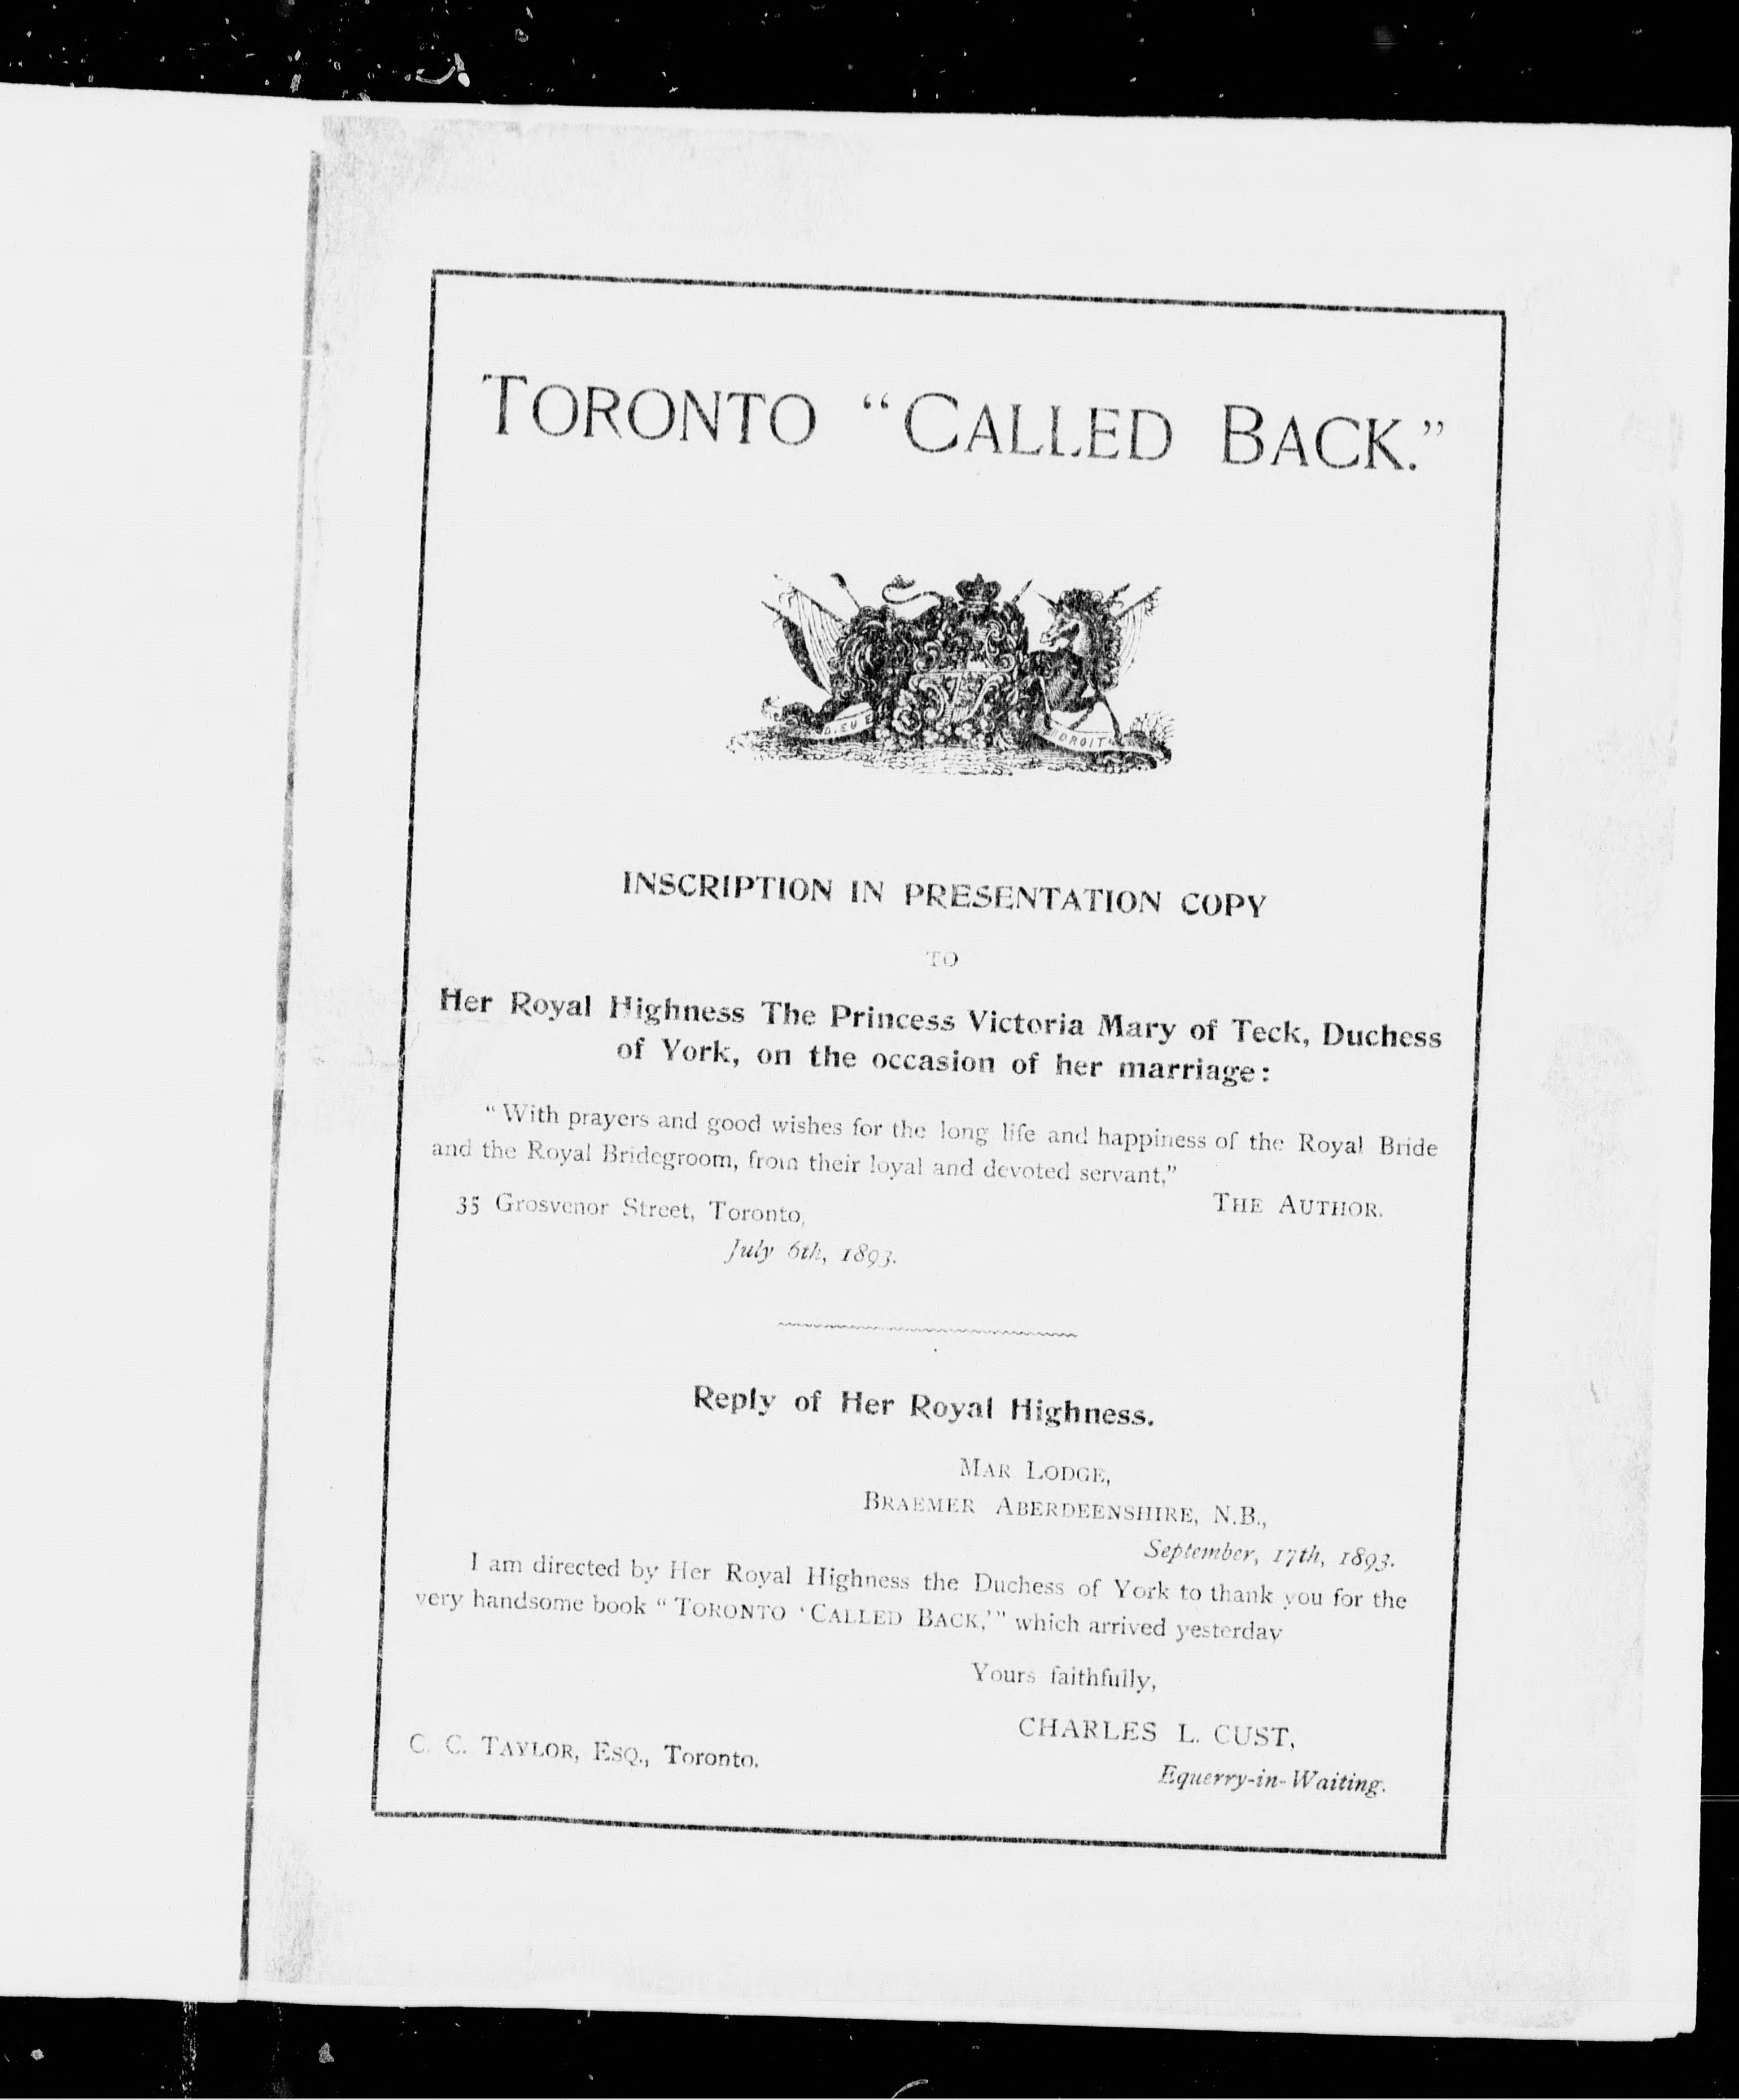 TORONTO "CALLED BACK."
D.EU E
DROIT
INSCRIPTION IN PRESENTATION COPY
TO
Her Royal Highness The Princess Victoria Mary of Teck, Duchess
of York, on the occasion of her marriage:
"With prayers and good wishes for the long life and happiness of the Royal Bride
and the Royal Bridegroom, from their loyal and devoted servant,"
THE AUTHOR.
35 Grosvenor Street, Toronto,
July 6th, 1893.
Reply of Her Royal Highness.
MAR LODGE,
BRAEMER ABERDEENSHIRE, N.B.,
September, 17th, 1893.
I am directed by Her Royal Highness the Duchess of York to thank you for the
very handsome book "TORONTO 'CALLED BACK,'" which arrived yesterday
Yours faithfully,
CHARLES L. CUST,
Equerry-in-Waiting.
C. C. TAYLOR, ESQ., Toronto.